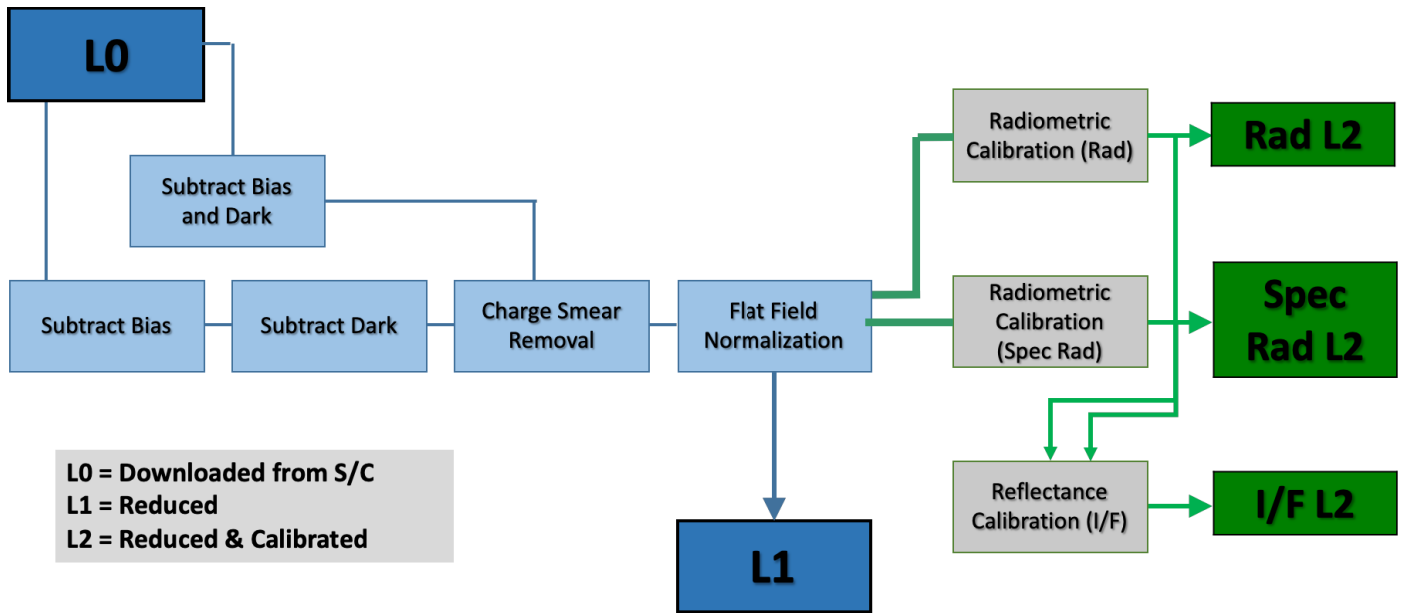 L0
Subtract Bias
and Dark
Subtract Bias
Subtract Dark
Charge Smear
Removal
Flat Field
Normalization
Radiometric
Calibration (Rad)
Rad L2
Radiometric
Calibration
(Spec Rad)
Spec
Rad L2
Reflectance
Calibration (I/F)
I/F L2
L1
L0 = Downloaded from S/C
L1 = Reduced
L2 = Reduced & Calibrated